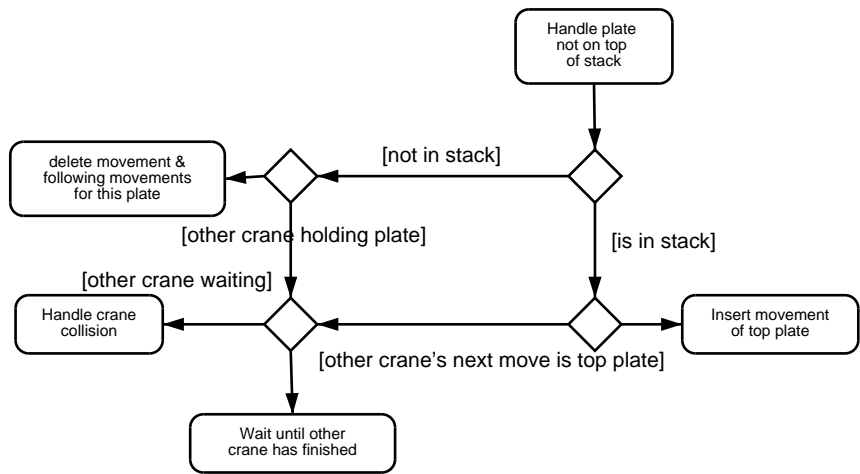 Handle plate
not on top
of stack
[not in stack]
delete movement &
following movements
for this plate
[other crane holding plate]
[is in stack]
[other crane waiting]
Handle crane
collision
Insert movement
of top plate
[other crane's next move is top plate]
Wait until other
crane has finished